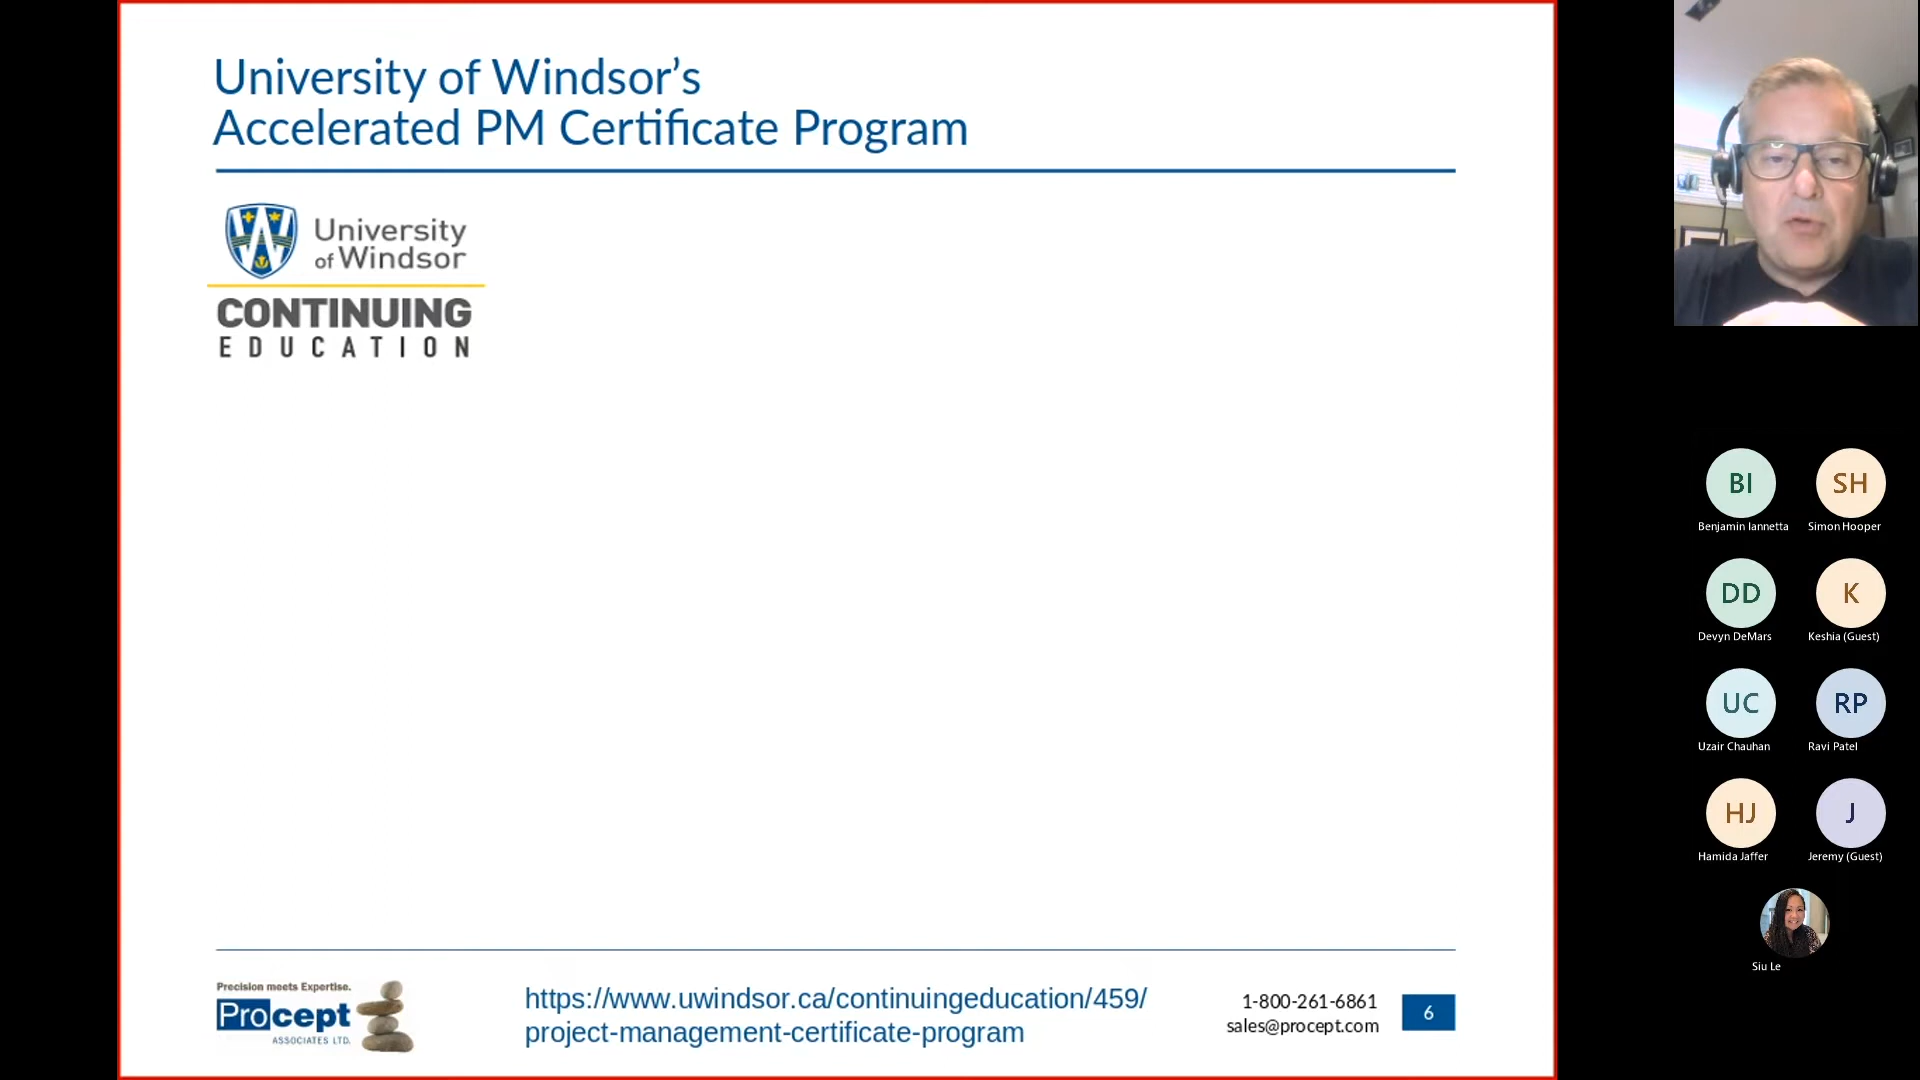 University of Windsor’s
Accelerated PM Certificate Program
University
of Windsor
CONTINUING
EDUCATION
Precision meets Expertise.
Procept
ASSOCIATES LTD.
https://www.uwindsor.ca/continuingeducation/459/
project-management-certificate-program
1-800-261-6861
sales@procept.com
6
BI
Benjamin Iannetta
SH
Simon Hooper
DD
Devyn DeMars
K
Keshia (Guest)
UC
Uzair Chauhan
RP
Ravi Patel
HJ
Hamida Jaffer
J
Jeremy (Guest)
Siu Le